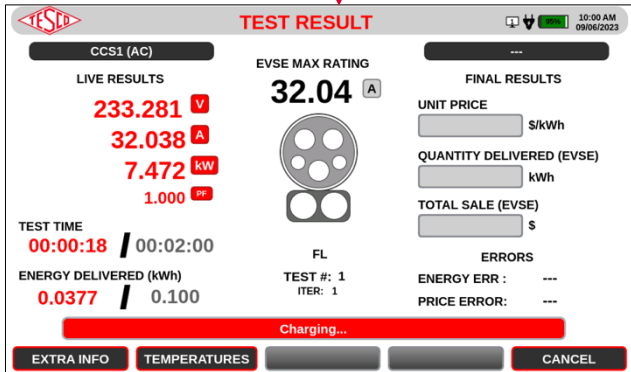 TESCO
TEST RESULT
95%
10:00 AM
09/06/2023
CCS1 (AC)
---
LIVE RESULTS
233.281 V
32.038 A
7.472 kW
1.000 PF
TEST TIME
00:00:18 / 00:02:00
ENERGY DELIVERED (kWh)
0.0377 / 0.100
EVSE MAX RATING
32.04 A
FL
TEST #: 1
ITER: 1
FINAL RESULTS
UNIT PRICE
$/kWh
QUANTITY DELIVERED (EVSE)
kWh
TOTAL SALE (EVSE)
$
ERRORS
ENERGY ERR : ---
PRICE ERROR: ---
Charging...
EXTRA INFO
TEMPERATURES
CANCEL